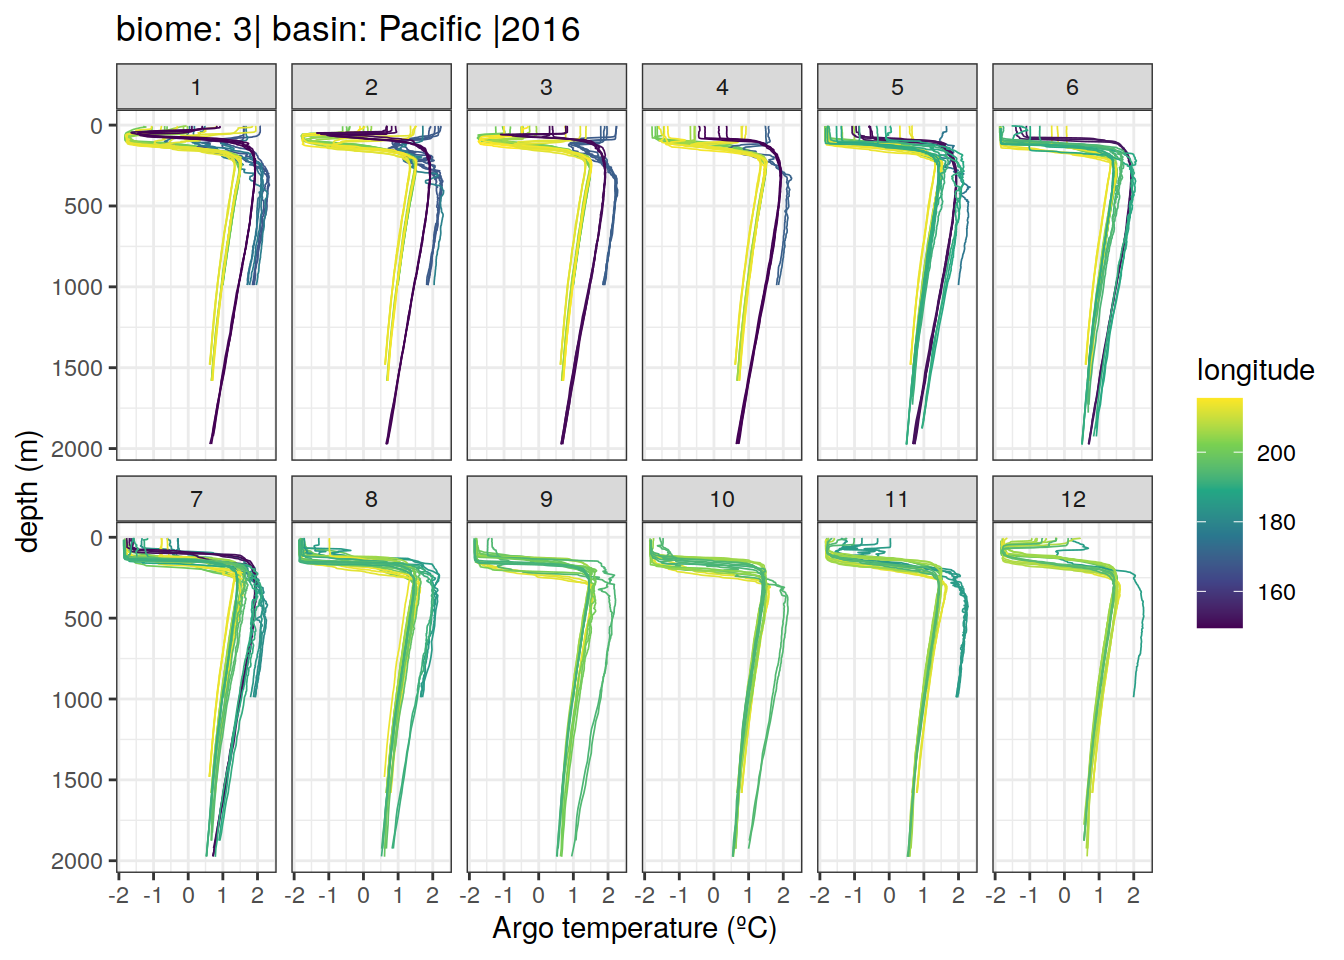 biome: 3| basin: Pacific |2016
1 2 3 4 5 6
0
500
1000
1500
2000
7 8 9 10 11 12
0
500
1000
1500
2000
-2 -1 0 1 2 -2 -1 0 1 2 -2 -1 0 1 2 -2 -1 0 1 2 -2 -1 0 1 2 -2 -1 0 1 2
Argo temperature (ºC)
depth (m)
longitude
200
180
160